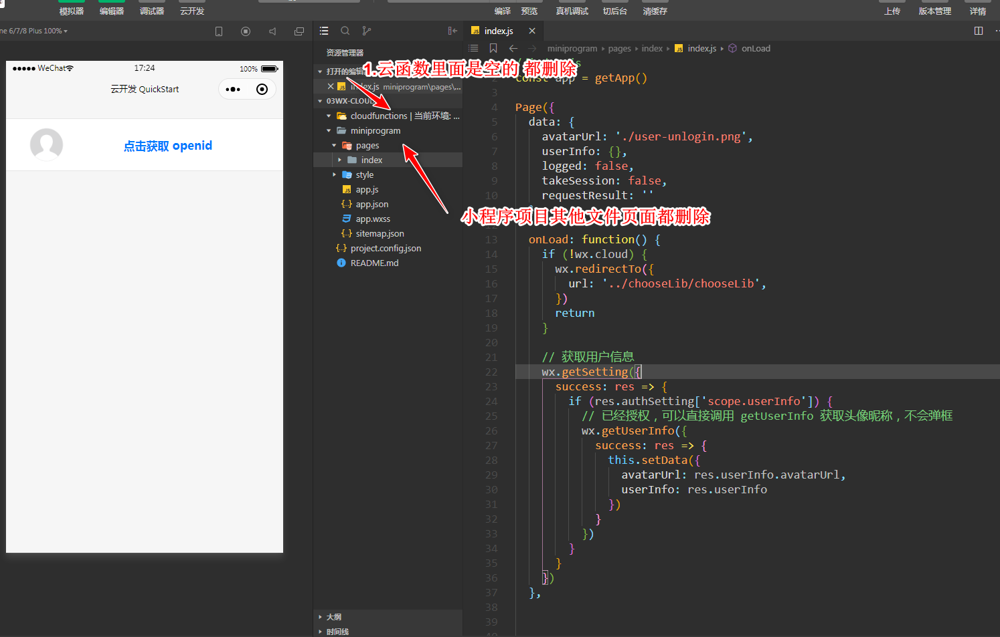 模拟器 编辑器 调试器 云开发 编译 预览 真机调试 切后台 清缓存 上传 版本管理 详情
ne 6/7/8 Plus 100%
index.js
资源管理器
miniprogram pages index index.js onLoad
WeChat 17:24 100%
云开发 QuickStart
点击获取 openid
打开的编辑
1.云函数里面是空的 都删除
index.js miniprogram\pages\...
03WX-CLOUD
cloudfunctions | 当前环境: ...
miniprogram
pages
index
style
app.js
app.json
app.wxss
sitemap.json
project.config.json
README.md
小程序项目其他文件页面都删除
大纲
时间线
2 const app = getApp()
3
4 Page({
5 data: {
6 avatarUrl: './user-unlogin.png',
7 userInfo: {},
8 logged: false,
9 takeSession: false,
10 requestResult: ''
12
13 onLoad: function() {
14 if (!wx.cloud) {
15 wx.redirectTo({
16 url: '../chooseLib/chooseLib',
17 })
18 return
19 }
20
21 // 获取用户信息
22 wx.getSetting({
23 success: res => {
24 if (res.authSetting['scope.userInfo']) {
25 // 已经授权，可以直接调用 getUserInfo 获取头像昵称，不会弹框
26 wx.getUserInfo({
27 success: res => {
28 this.setData({
29 avatarUrl: res.userInfo.avatarUrl,
30 userInfo: res.userInfo
31 })
32 }
33 })
34 }
35 }
36 })
37 },
38
39